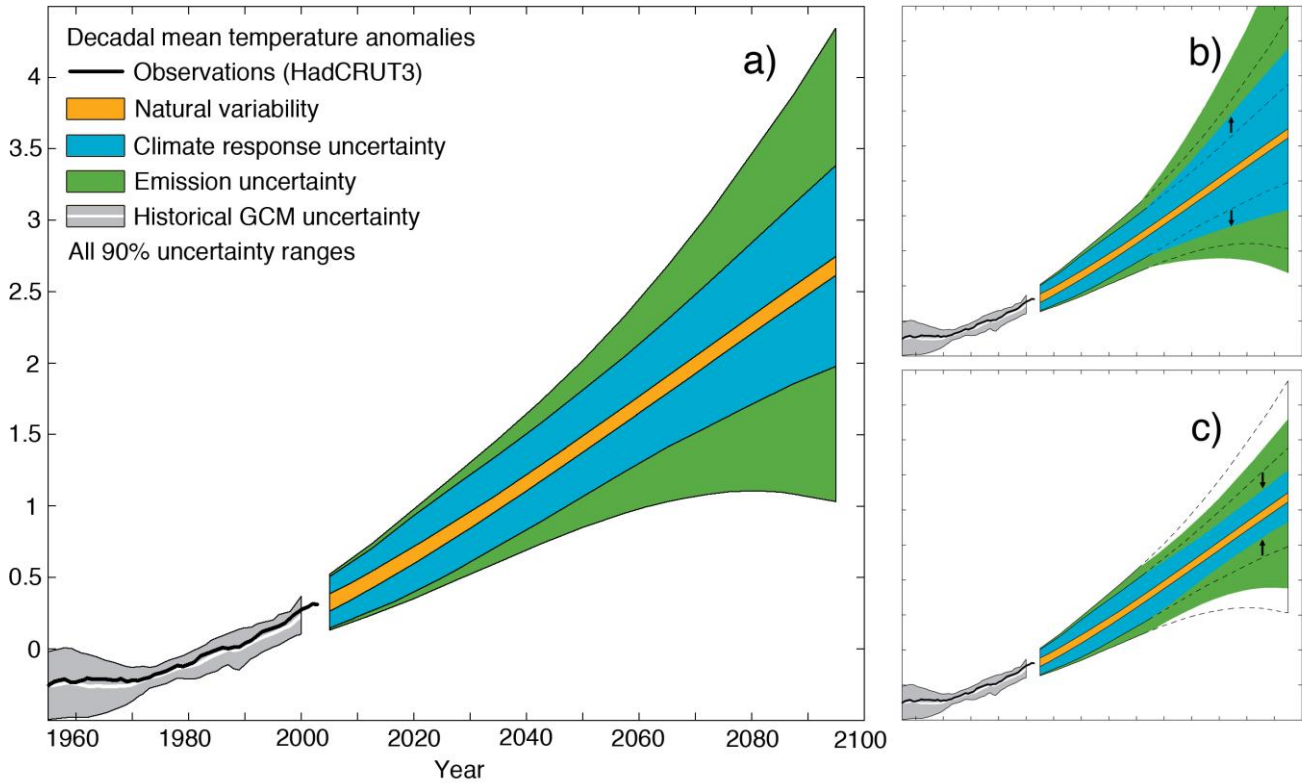 Decadal mean temperature anomalies
Observations (HadCRUT3)
Natural variability
Climate response uncertainty
Emission uncertainty
Historical GCM uncertainty
All 90% uncertainty ranges
a)
4
3.5
3
2.5
2
1.5
1
0.5
0
1960 1980 2000 2020 2040 2060 2080 2100
Year
b)
c)